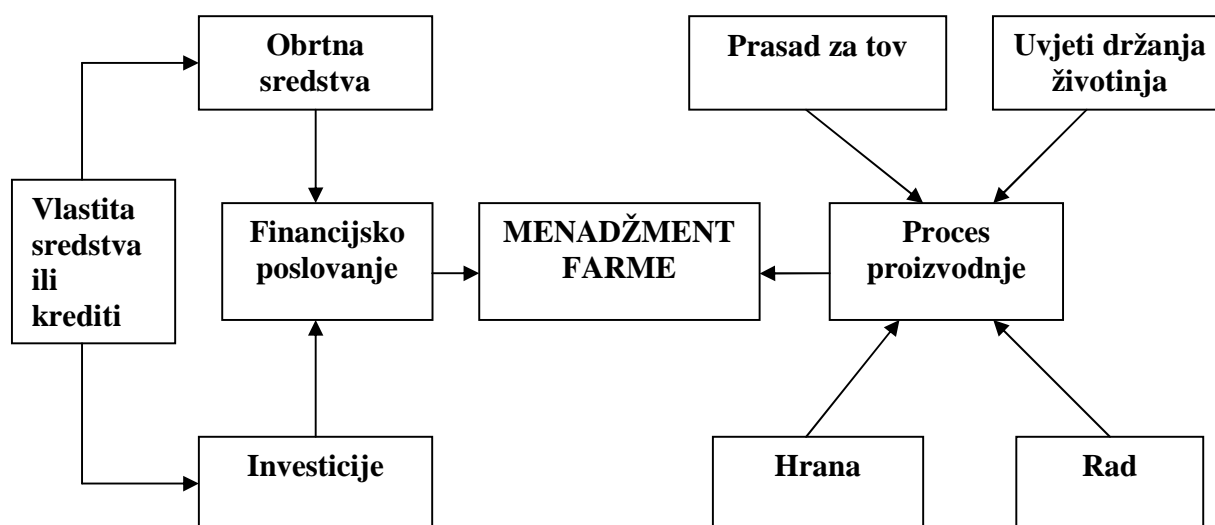 Obrtna
sredstva
Prasad za tov
Uvjeti držanja
životinja
Vlastita
sredstva
ili
krediti
Financijsko
poslovanje
MENADŽMENT
FARME
Proces
proizvodnje
Investicije
Hrana
Rad